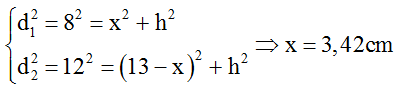 d₁² = 8² = x² + h²
d₂² = 12² = (13 − x)² + h² ⇒ x = 3,42cm